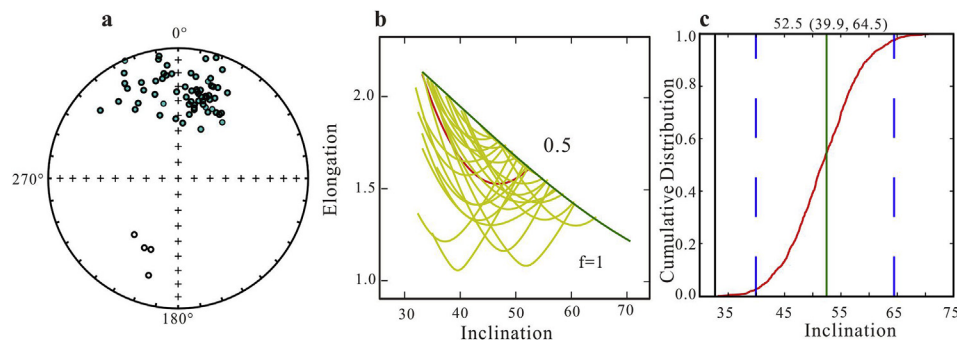 a
0°
270°
180°
b
Elongation
2.0
1.5
1.0
0.5
f=1
30
40
50
60
70
Inclination
c
52.5 (39.9, 64.5)
Cumulative Distribution
1.0
0.8
0.6
0.4
0.2
0.0
35
45
55
65
75
Inclination